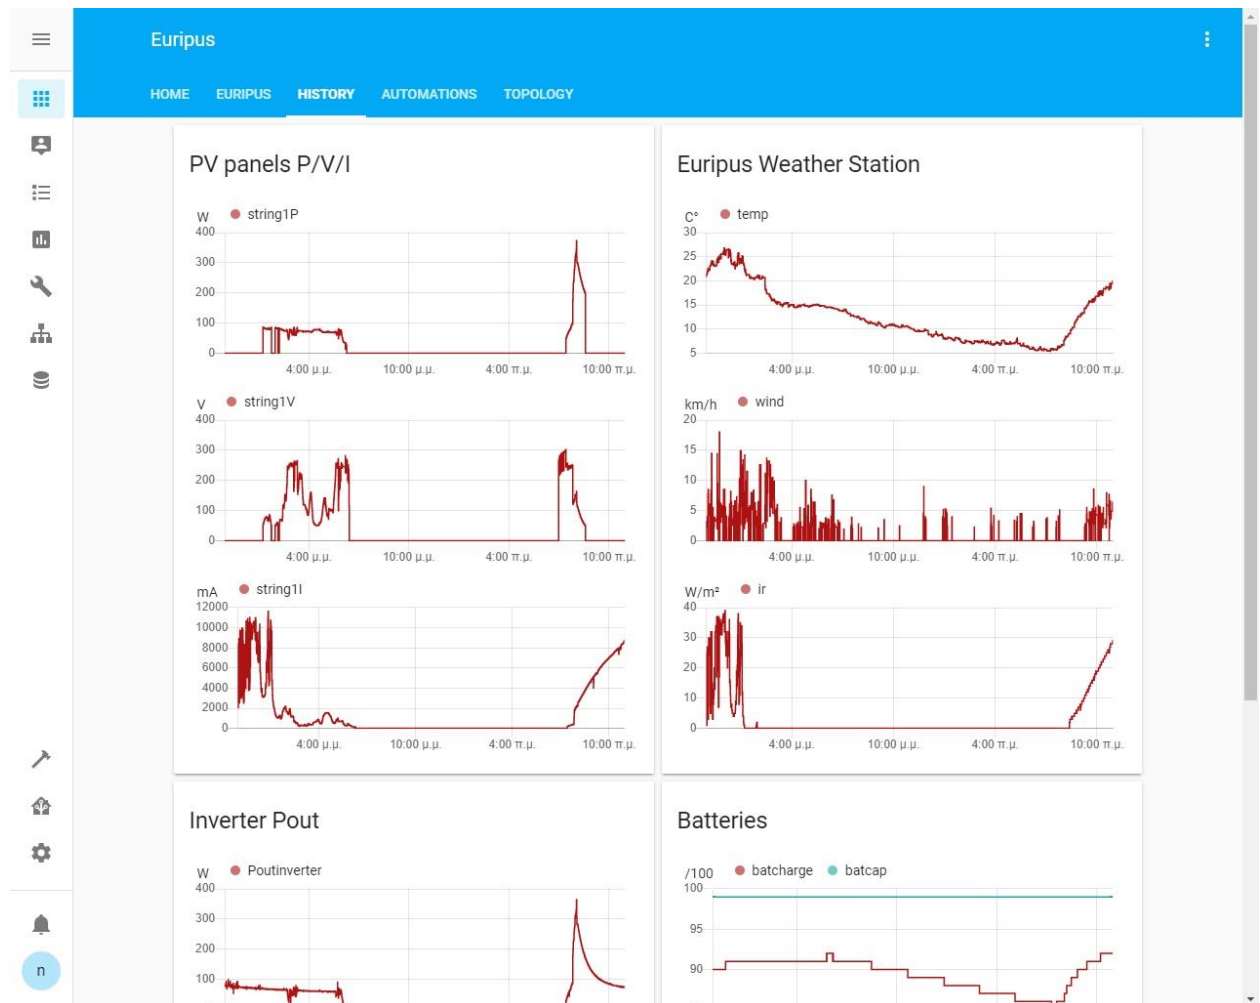 Euripus
HOME EURIPUS HISTORY AUTOMATIONS TOPOLOGY
PV panels P/V/I
W string1P
400
300
200
100
0
4:00 μ.μ. 10:00 μ.μ. 4:00 π.μ. 10:00 π.μ.
V string1V
400
300
200
100
0
4:00 μ.μ. 10:00 μ.μ. 4:00 π.μ. 10:00 π.μ.
mA string1I
12000
10000
8000
6000
4000
2000
0
4:00 μ.μ. 10:00 μ.μ. 4:00 π.μ. 10:00 π.μ.
Euripus Weather Station
C° temp
30
25
20
15
10
5
4:00 μ.μ. 10:00 μ.μ. 4:00 π.μ. 10:00 π.μ.
km/h wind
20
15
10
5
0
4:00 μ.μ. 10:00 μ.μ. 4:00 π.μ. 10:00 π.μ.
W/m² ir
40
30
20
10
0
4:00 μ.μ. 10:00 μ.μ. 4:00 π.μ. 10:00 π.μ.
Inverter Pout
W Poutinverter
400
300
200
100
Batteries
/100 batcharge batcap
100
95
90
n